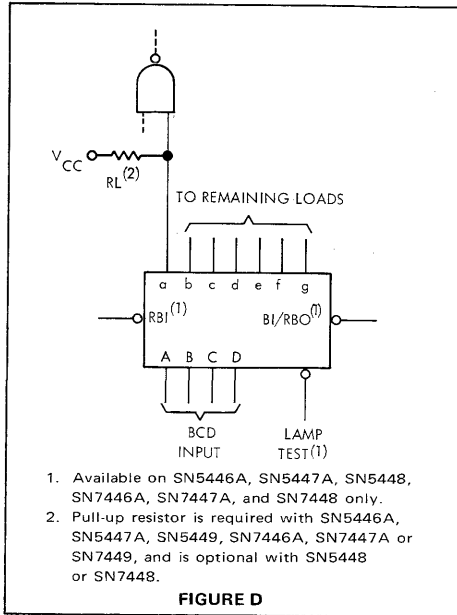 V CC
RL(2)
TO REMAINING LOADS
a b c d e f g
RBI(1) BI/RBO(1)
A B C D
BCD LAMP
INPUT TEST(1)
1. Available on SN5446A, SN5447A, SN5448,
SN7446A, SN7447A, and SN7448 only.
2. Pull-up resistor is required with SN5446A,
SN5447A, SN5449, SN7446A, SN7447A or
SN7449, and is optional with SN5448
or SN7448.
FIGURE D